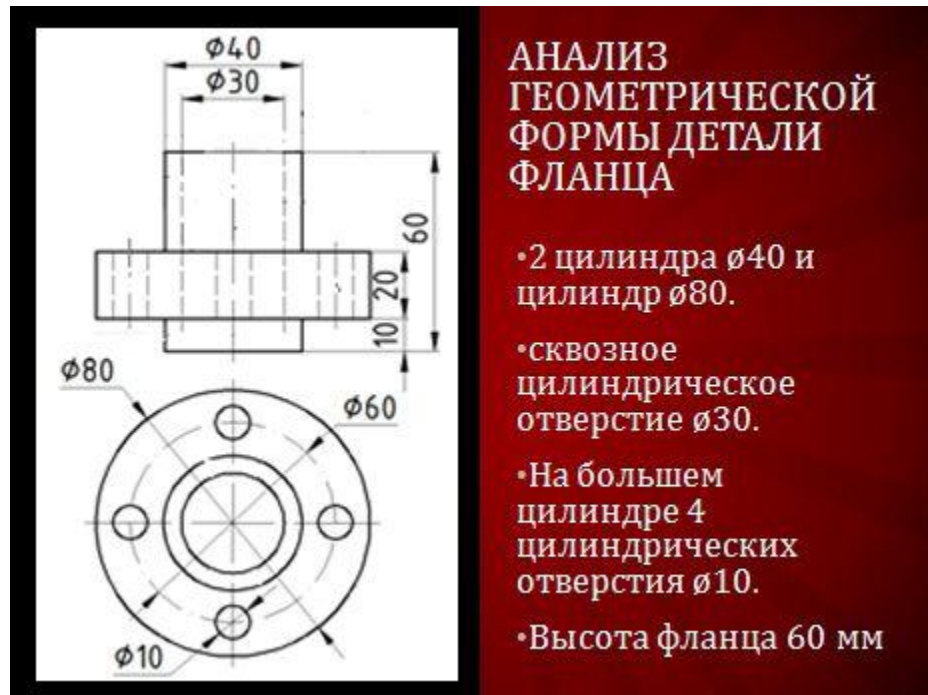 ø40
ø30
60
20
10
ø80
ø60
ø10
АНАЛИЗ
ГЕОМЕТРИЧЕСКОЙ
ФОРМЫ ДЕТАЛИ
ФЛАНЦА
•2 цилиндра ø40 и
цилиндр ø80.
•сквозное
цилиндрическое
отверстие ø30.
•На большем
цилиндре 4
цилиндрических
отверстия ø10.
•Высота фланца 60 мм